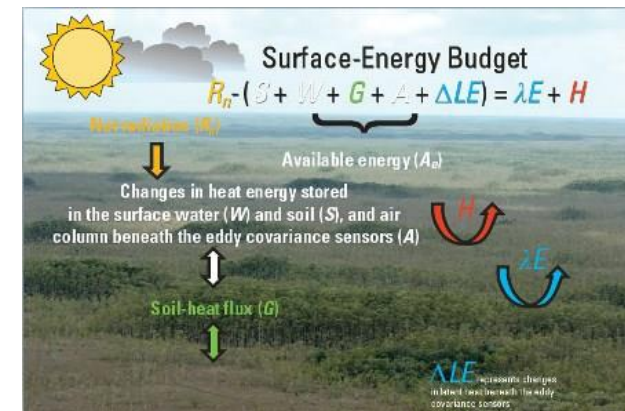 Surface-Energy Budget
Rn-( S + W + G + A + ΔLE) = λE + H
Net radiation (Rn)
Available energy (Ae)
Changes in heat energy stored
in the surface water (W) and soil (S), and air
column beneath the eddy covariance sensors (A)
H
λE
Soil-heat flux (G)
ΛLE represents changes
in latent heat beneath the eddy
covariance sensors